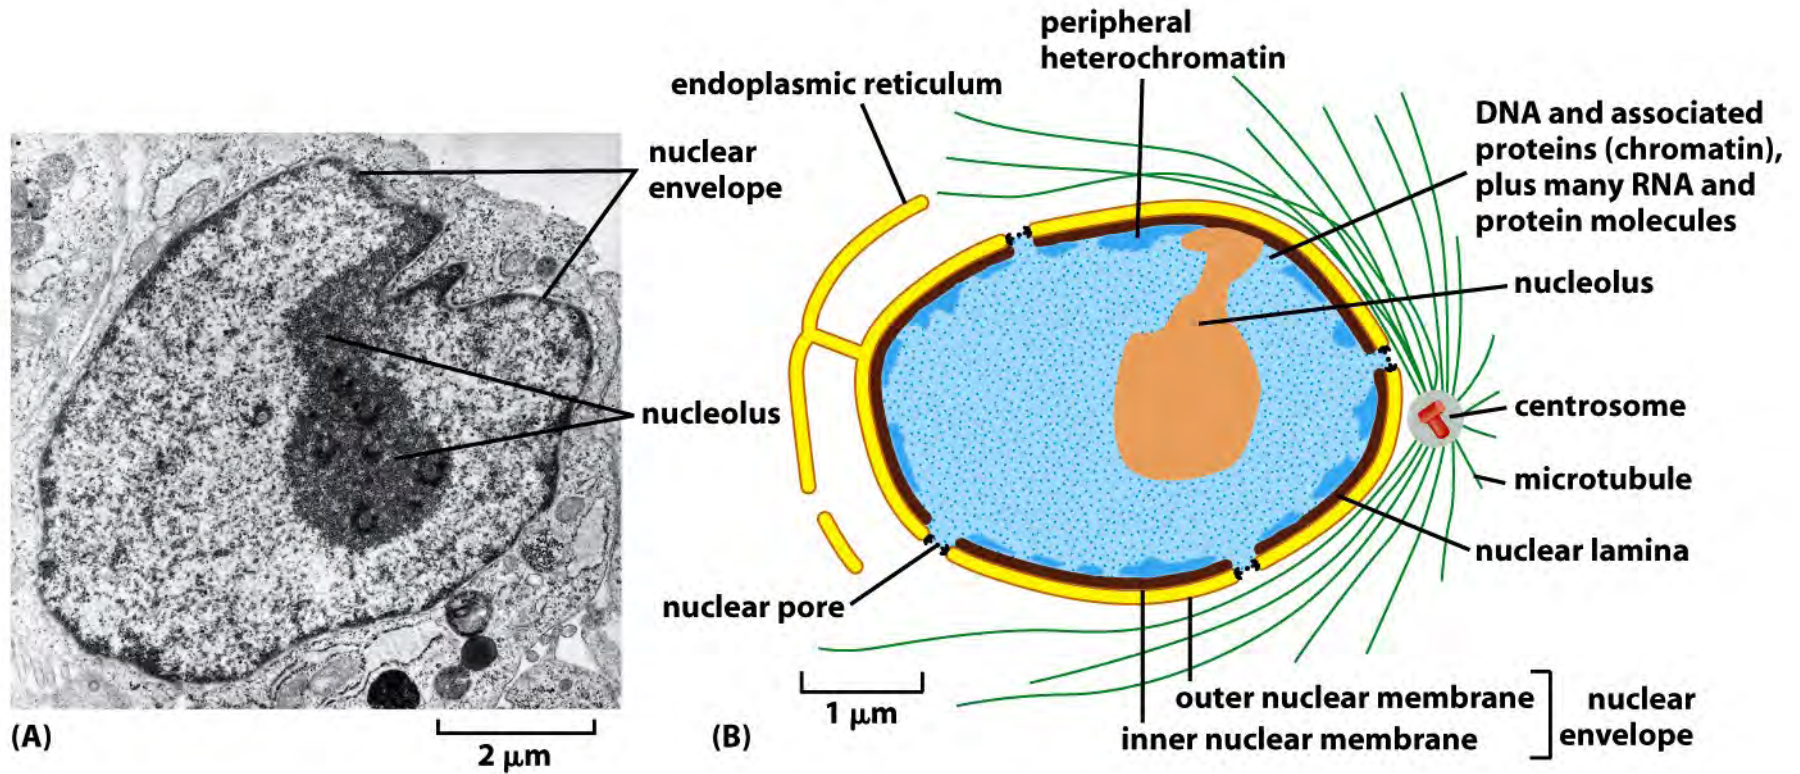 peripheral
heterochromatin
endoplasmic reticulum
DNA and associated
proteins (chromatin),
plus many RNA and
protein molecules
nuclear
envelope
nucleolus
nucleolus
centrosome
microtubule
nuclear lamina
nuclear pore
1 μm
outer nuclear membrane
inner nuclear membrane
nuclear
envelope
(A)
2 μm
(B)